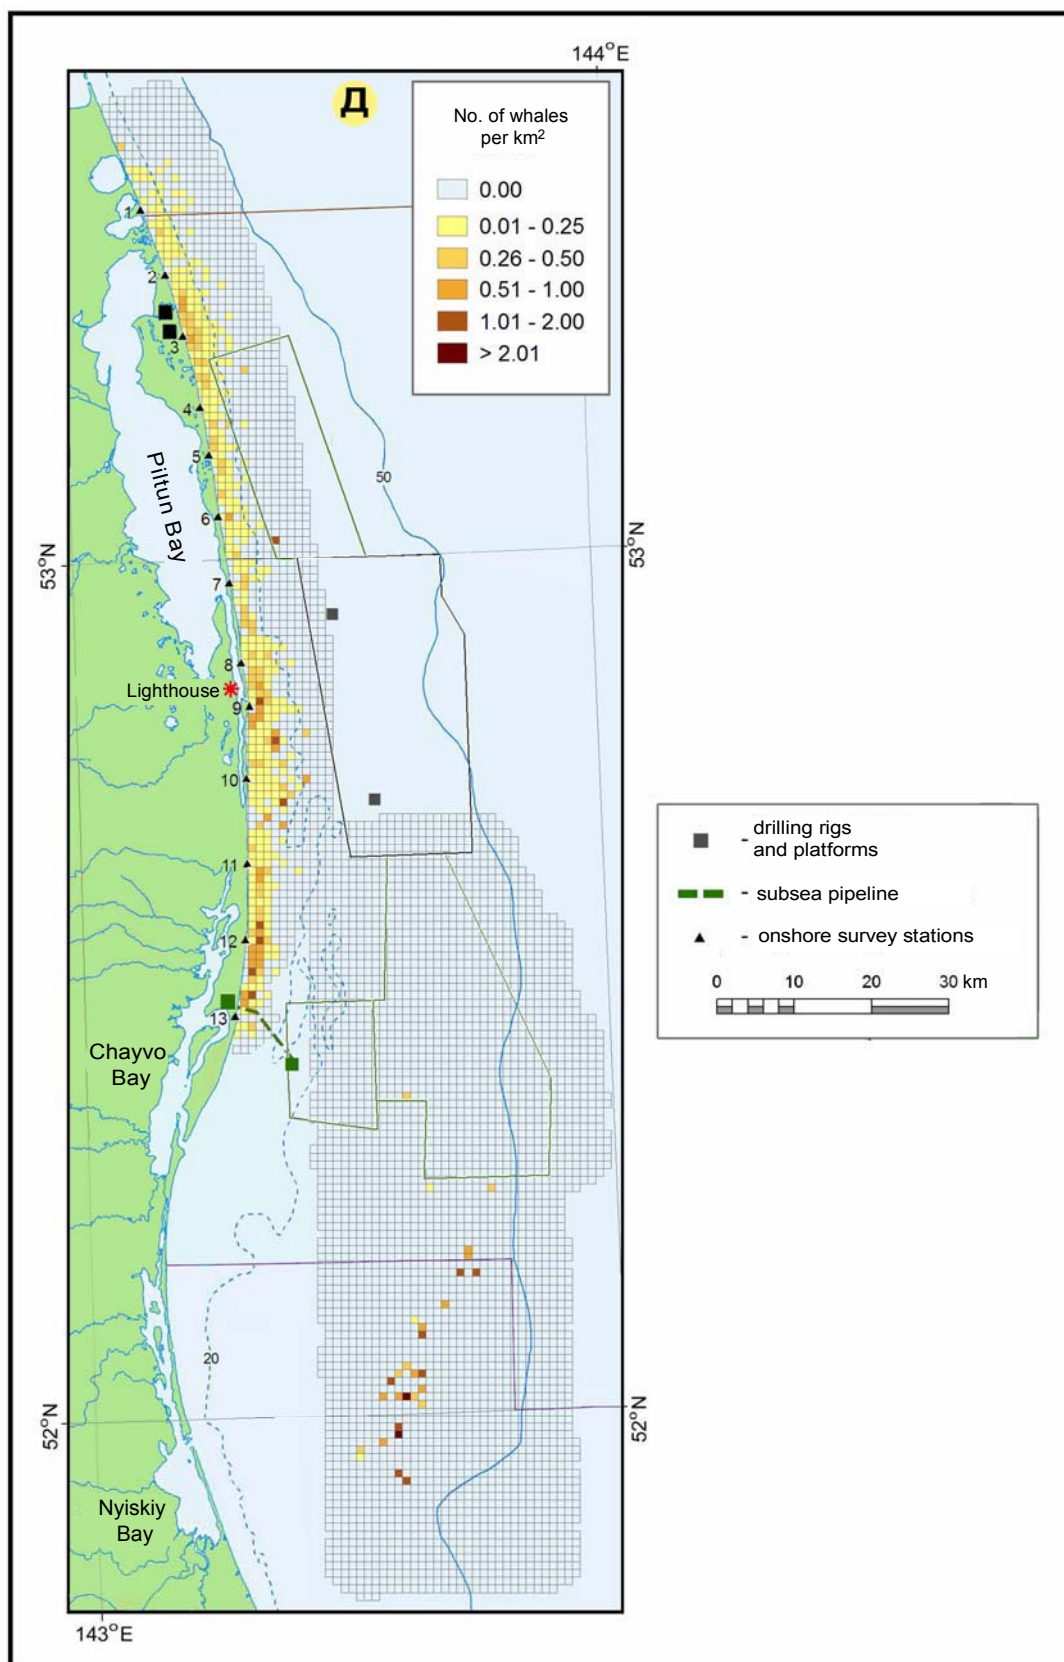 144°E
Д
No. of whales
per km²
0.00
0.01 - 0.25
0.26 - 0.50
0.51 - 1.00
1.01 - 2.00
> 2.01
1
2
3
4
50
Piltun Bay
5
6
53°N
53°N
7
8
Lighthouse
9
10
drilling rigs
and platforms
11
- subsea pipeline
12
- onshore survey stations
0 10 20 30 km
13
Chayvo
Bay
20
52°N
52°N
Nyiskiy
Bay
143°E